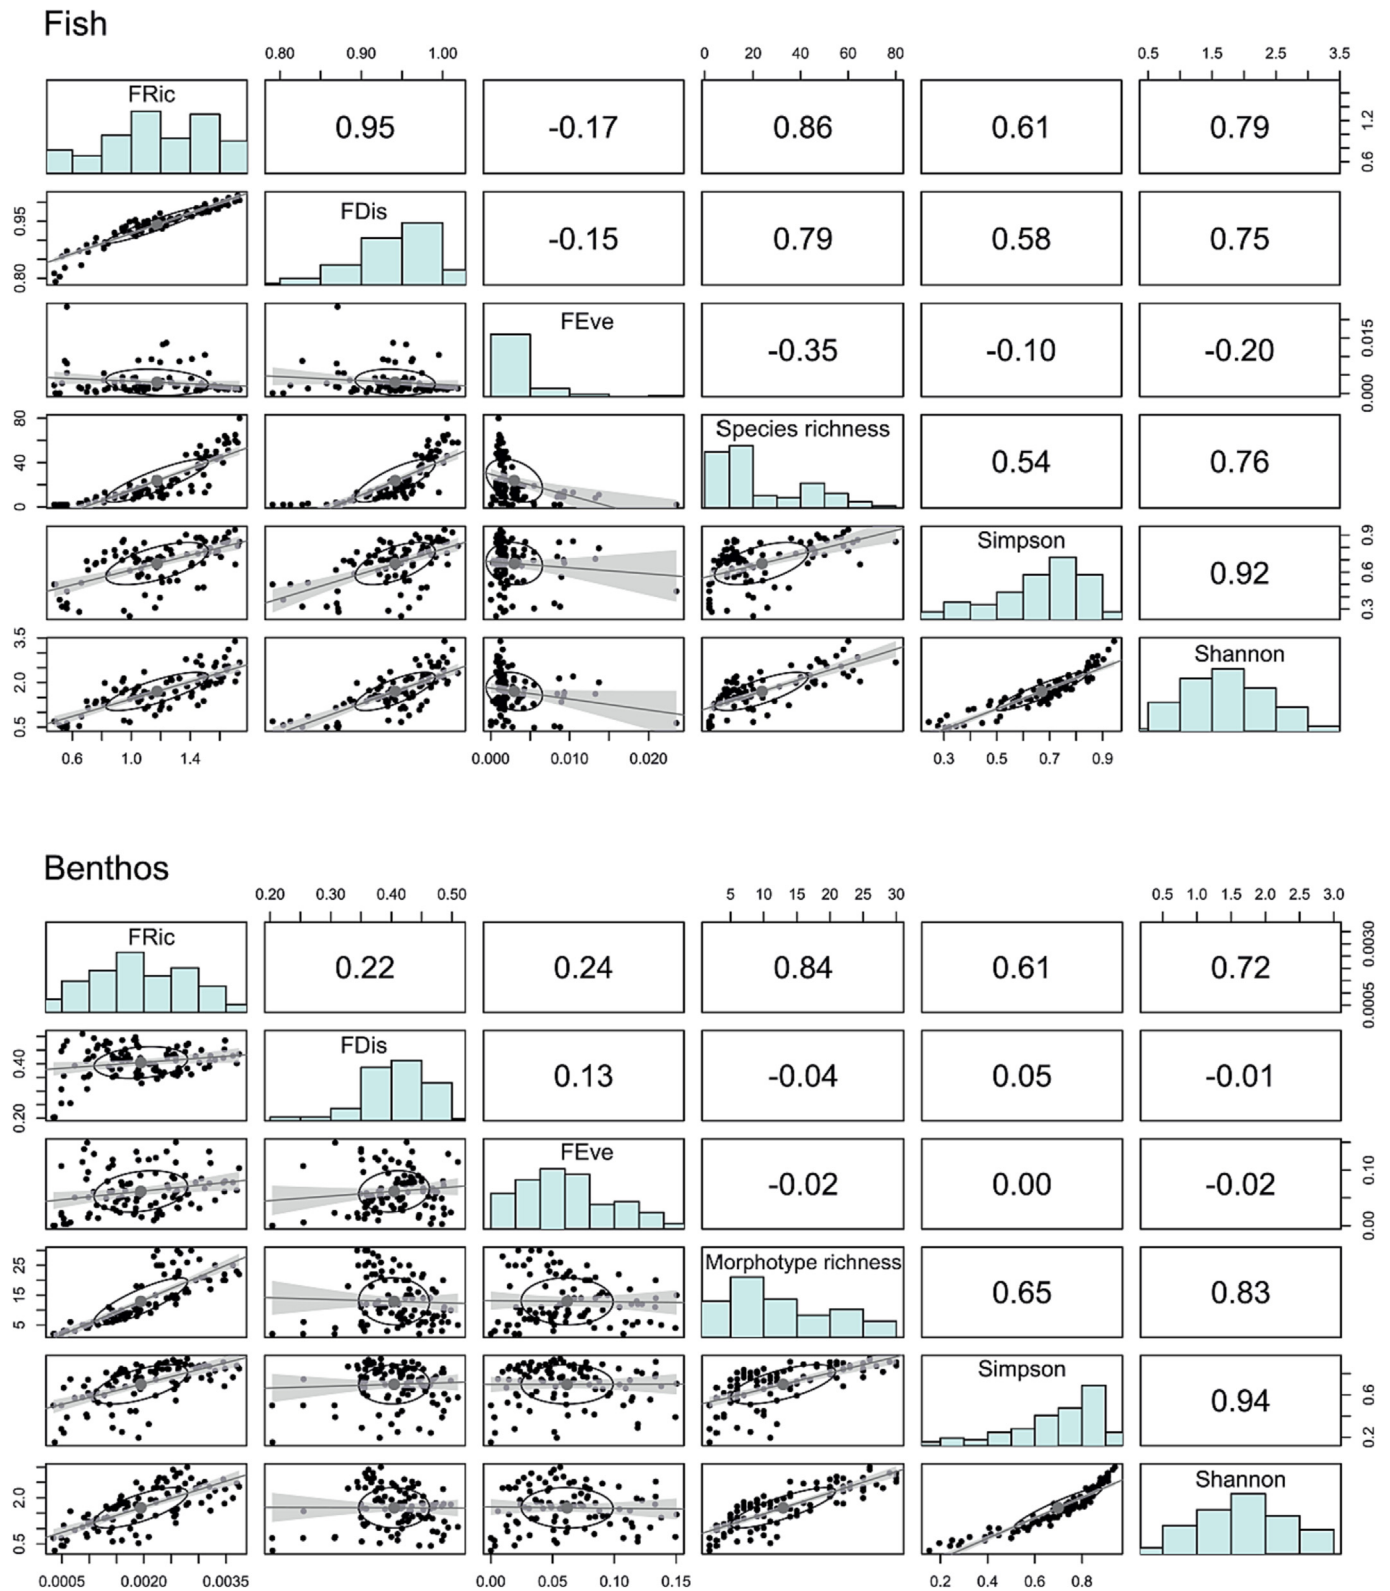 Fish
0.80 0.90 1.00 0 20 40 60 80 0.5 1.5 2.5 3.5
FRic 0.95 -0.17 0.86 0.61 0.79 0.6 1.2
0.80 0.95 FDis -0.15 0.79 0.58 0.75
FEve -0.35 -0.10 -0.20 0.000 0.015
0 40 80 Species richness 0.54 0.76
Simpson 0.92 0.3 0.6 0.9
0.5 2.0 3.5 Shannon
0.6 1.0 1.4 0.000 0.010 0.020 0.3 0.5 0.7 0.9
Benthos
0.20 0.30 0.40 0.50 5 10 15 20 25 30 0.5 1.0 1.5 2.0 2.5 3.0
FRic 0.22 0.24 0.84 0.61 0.72 0.0005 0.0030
0.20 0.40 FDis 0.13 -0.04 0.05 -0.01
FEve -0.02 0.00 -0.02 0.00 0.10
5 15 25 Morphotype richness 0.65 0.83
Simpson 0.94 0.2 0.6
0.5 2.0 Shannon
0.0005 0.0020 0.0035 0.00 0.05 0.10 0.15 0.2 0.4 0.6 0.8